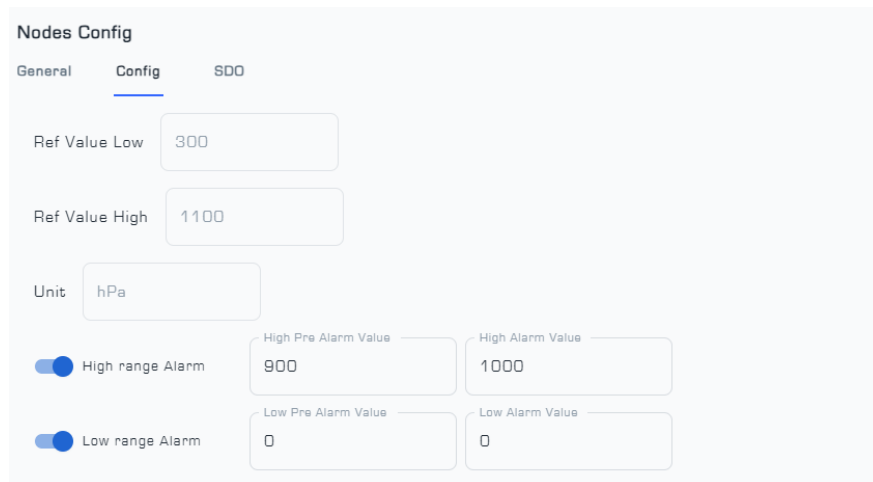 Nodes Config
General Config SDO
Ref Value Low 300
Ref Value High 1100
Unit hPa
High Pre Alarm Value High Alarm Value
High range Alarm 900 1000
Low Pre Alarm Value Low Alarm Value
Low range Alarm 0 0